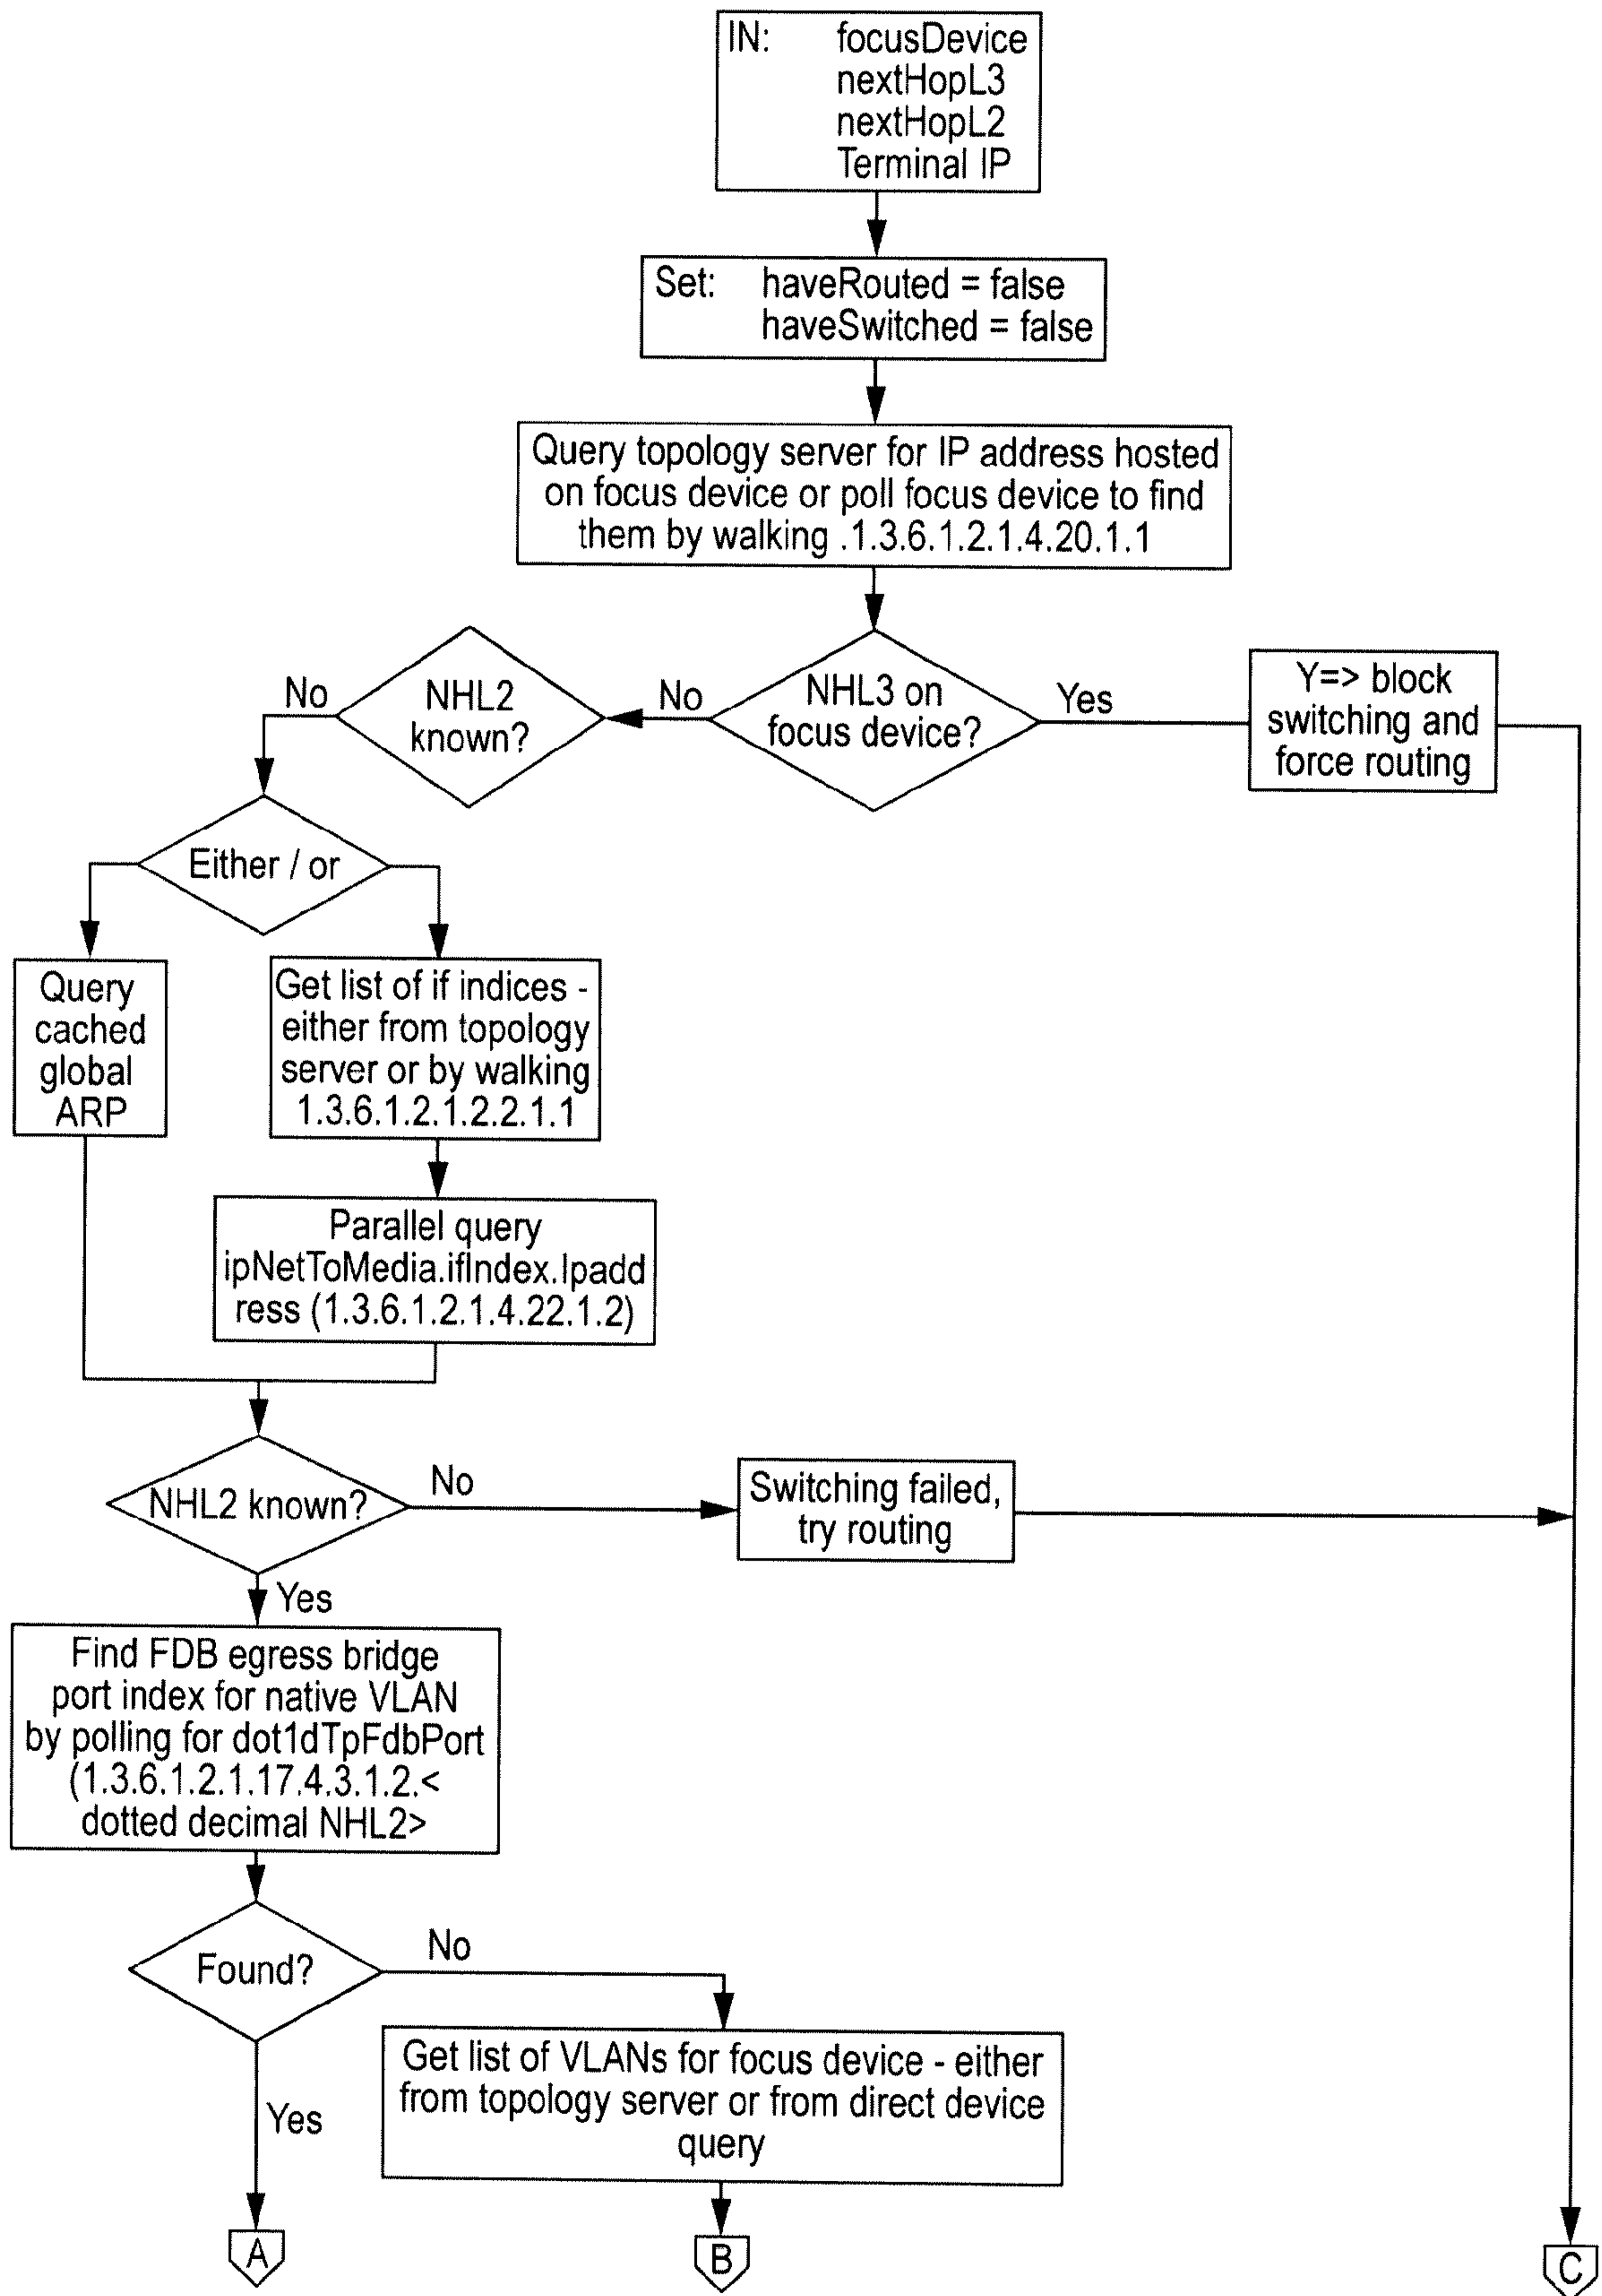 IN: focusDevice
nextHopL3
nextHopL2
Terminal IP
Set: haveRouted = false
haveSwitched = false
Query topology server for IP address hosted
on focus device or poll focus device to find
them by walking .1.3.6.1.2.1.4.20.1.1
NHL3 on
focus device?
Yes
Y=> block
switching and
force routing
No
NHL2
known?
No
Either / or
Query
cached
global
ARP
Get list of if indices -
either from topology
server or by walking
1.3.6.1.2.1.2.2.1.1
Parallel query
ipNetToMedia.ifIndex.Ipadd
ress (1.3.6.1.2.1.4.22.1.2)
NHL2 known?
No
Switching failed,
try routing
Yes
Find FDB egress bridge
port index for native VLAN
by polling for dot1dTpFdbPort
(1.3.6.1.2.1.17.4.3.1.2.<
dotted decimal NHL2>
Found?
No
Get list of VLANs for focus device - either
from topology server or from direct device
query
Yes
A
B
C